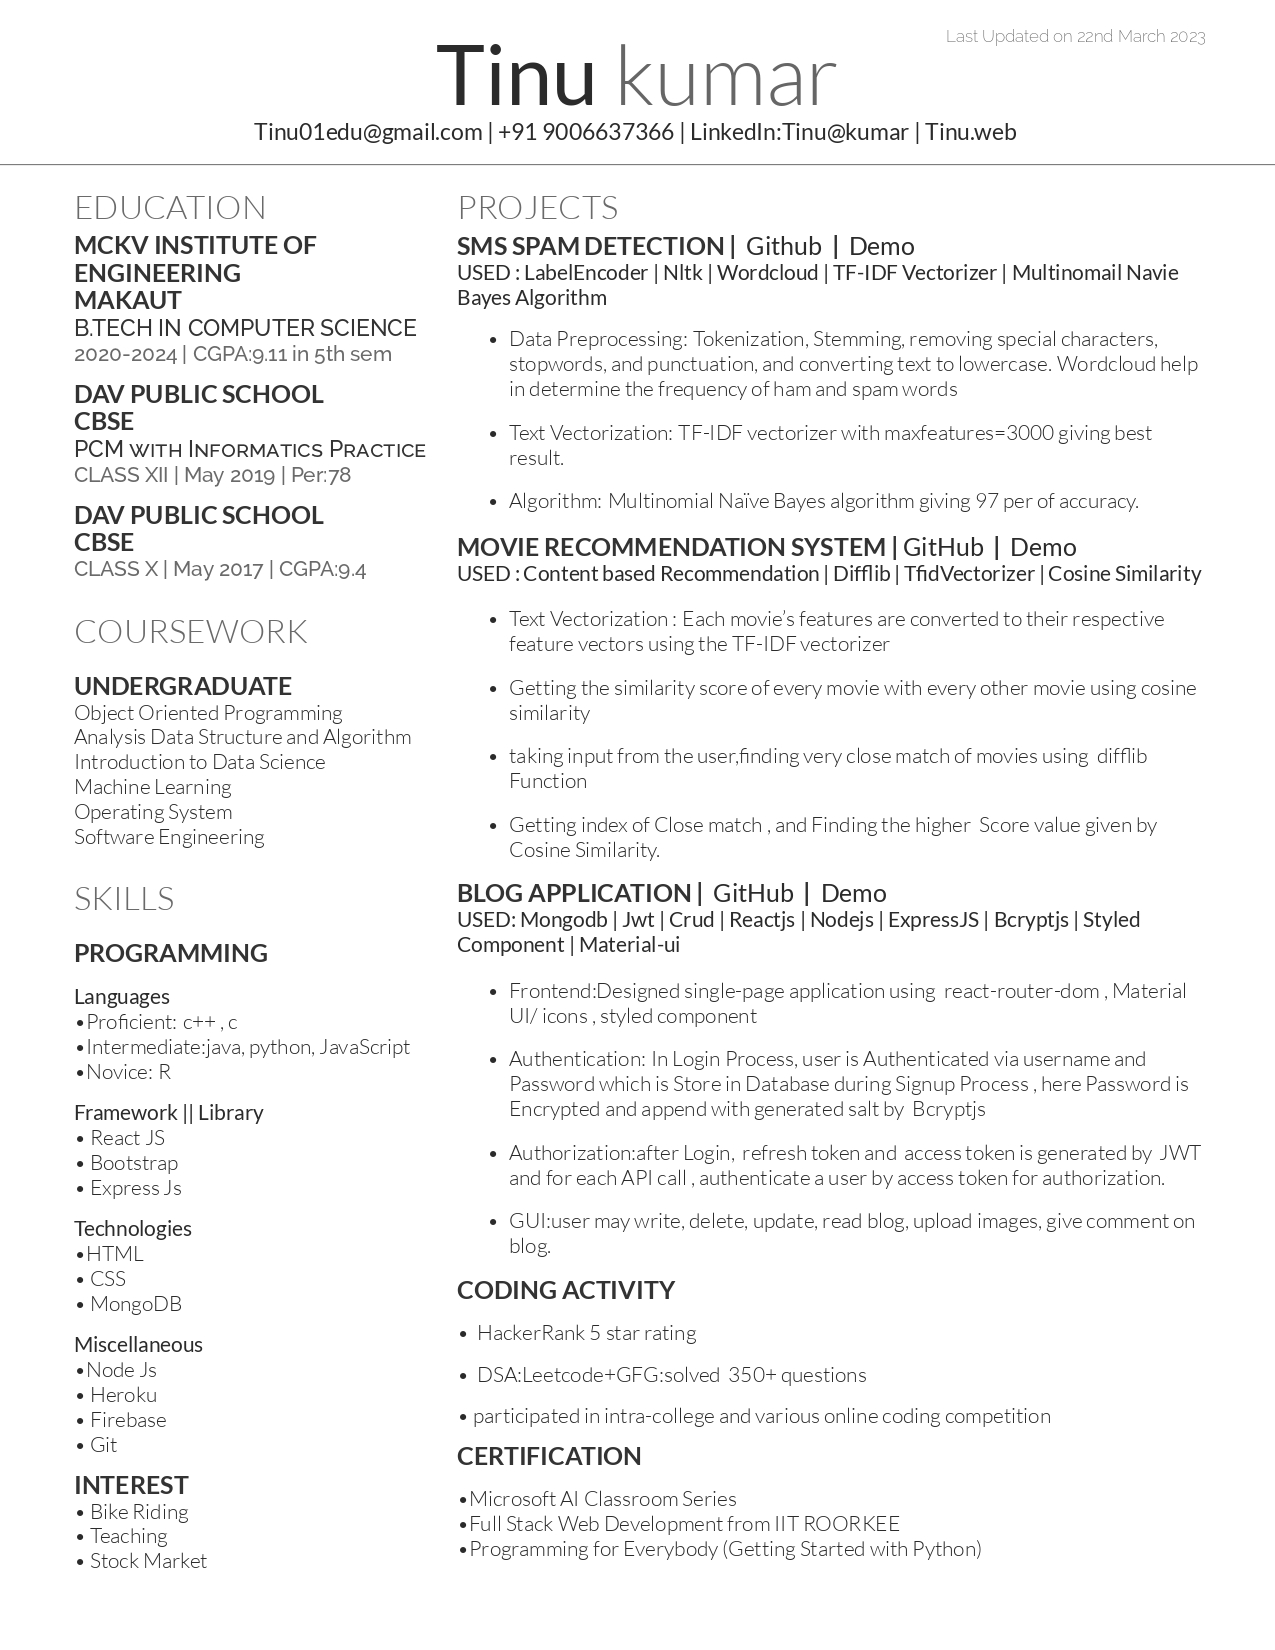 Last Updated on 22nd March 2023
Tinu kumar
Tinu01edu@gmail.com | +91 9006637366 | LinkedIn:Tinu@kumar | Tinu.web
EDUCATION
MCKV INSTITUTE OF
ENGINEERING
MAKAUT
B.TECH IN COMPUTER SCIENCE
2020-2024 | CGPA:9.11 in 5th sem
DAV PUBLIC SCHOOL
CBSE
PCM WITH INFORMATICS PRACTICE
CLASS XII | May 2019 | Per:78
DAV PUBLIC SCHOOL
CBSE
CLASS X | May 2017 | CGPA:9.4
COURSEWORK
UNDERGRADUATE
Object Oriented Programming
Analysis Data Structure and Algorithm
Introduction to Data Science
Machine Learning
Operating System
Software Engineering
SKILLS
PROGRAMMING
Languages
•Proficient: c++ , c
•Intermediate:java, python, JavaScript
•Novice: R
Framework || Library
• React JS
• Bootstrap
• Express Js
Technologies
•HTML
• CSS
• MongoDB
Miscellaneous
•Node Js
• Heroku
• Firebase
• Git
INTEREST
• Bike Riding
• Teaching
• Stock Market
PROJECTS
SMS SPAM DETECTION | Github | Demo
USED : LabelEncoder | Nltk | Wordcloud | TF-IDF Vectorizer | Multinomail Navie
Bayes Algorithm
• Data Preprocessing: Tokenization, Stemming, removing special characters,
stopwords, and punctuation, and converting text to lowercase. Wordcloud help
in determine the frequency of ham and spam words
• Text Vectorization: TF-IDF vectorizer with maxfeatures=3000 giving best
result.
• Algorithm: Multinomial Naïve Bayes algorithm giving 97 per of accuracy.
MOVIE RECOMMENDATION SYSTEM | GitHub | Demo
USED : Content based Recommendation | Difflib | TfidVectorizer | Cosine Similarity
• Text Vectorization : Each movie’s features are converted to their respective
feature vectors using the TF-IDF vectorizer
• Getting the similarity score of every movie with every other movie using cosine
similarity
• taking input from the user,finding very close match of movies using difflib
Function
• Getting index of Close match , and Finding the higher Score value given by
Cosine Similarity.
BLOG APPLICATION | GitHub | Demo
USED: Mongodb | Jwt | Crud | Reactjs | Nodejs | ExpressJS | Bcryptjs | Styled
Component | Material-ui
• Frontend:Designed single-page application using react-router-dom , Material
UI/ icons , styled component
• Authentication: In Login Process, user is Authenticated via username and
Password which is Store in Database during Signup Process , here Password is
Encrypted and append with generated salt by Bcryptjs
• Authorization:after Login, refresh token and access token is generated by JWT
and for each API call , authenticate a user by access token for authorization.
• GUI:user may write, delete, update, read blog, upload images, give comment on
blog.
CODING ACTIVITY
• HackerRank 5 star rating
• DSA:Leetcode+GFG:solved 350+ questions
• participated in intra-college and various online coding competition
CERTIFICATION
•Microsoft AI Classroom Series
•Full Stack Web Development from IIT ROORKEE
•Programming for Everybody (Getting Started with Python)